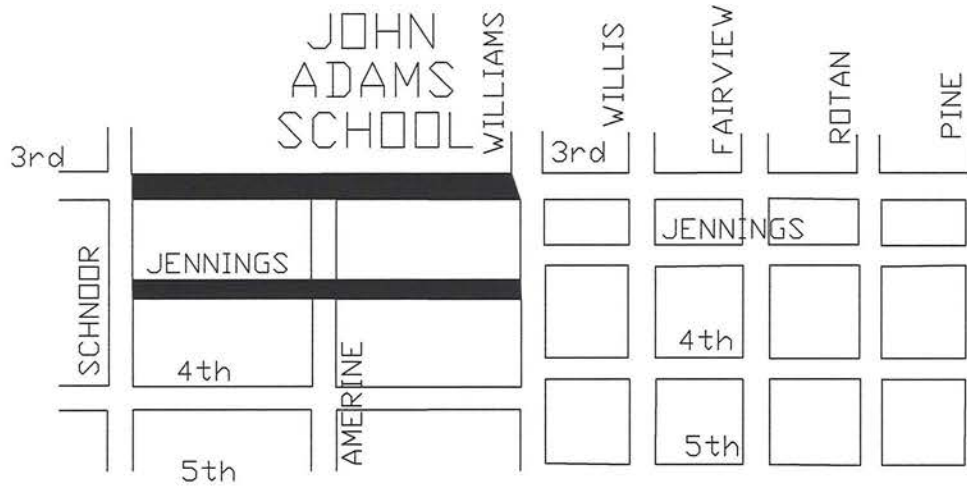 JOHN
ADAMS
SCHOOL
WILLIAMS
WILLIS
FAIRVIEW
ROTAN
PINE
3rd
3rd
JENNINGS
JENNINGS
SCHNOOR
4th
4th
AMERINE
5th
5th